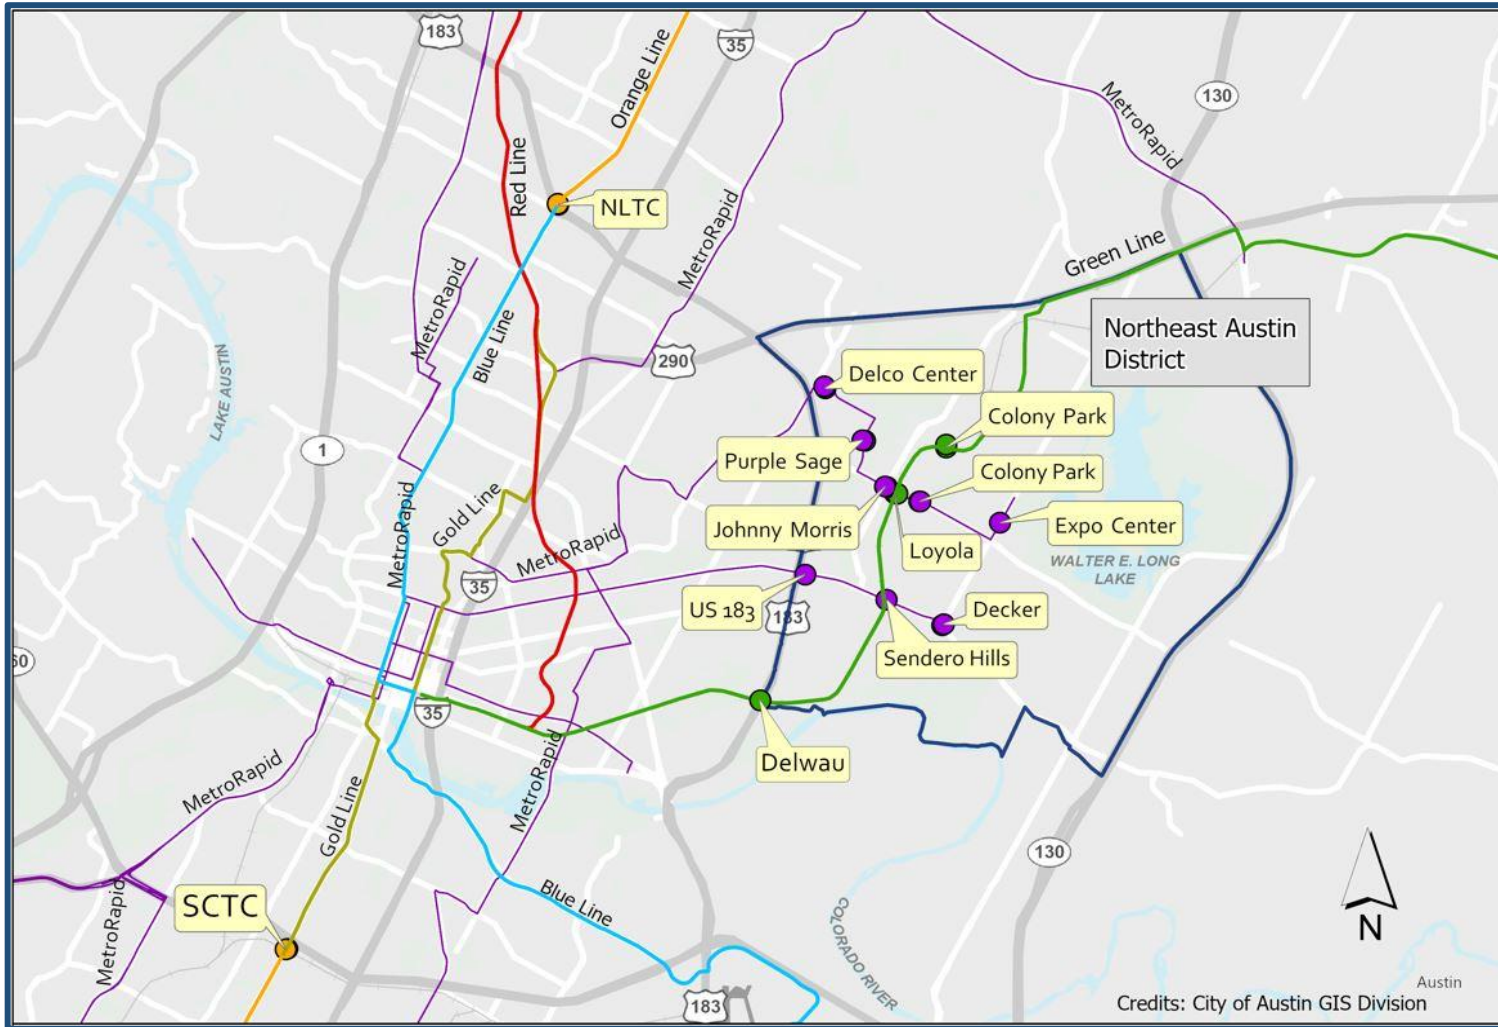 183
35
Orange Line
130
MetroRapid
Red Line
NLTC
MetroRapid
Green Line
MetroRapid
Blue Line
Northeast Austin
District
290
LAKE AUSTIN
Delco Center
Colony Park
1
Purple Sage
Colony Park
Gold Line
MetroRapid
Johnny Morris
Expo Center
Loyola
MetroRapid
35
WALTER E. LONG
LAKE
US 183
183
Decker
Sendero Hills
60
35
Delwau
MetroRapid
MetroRapid
Gold Line
130
SCTC
MetroRapid
Blue Line
COLORADO RIVER
N
183
Austin
Credits: City of Austin GIS Division